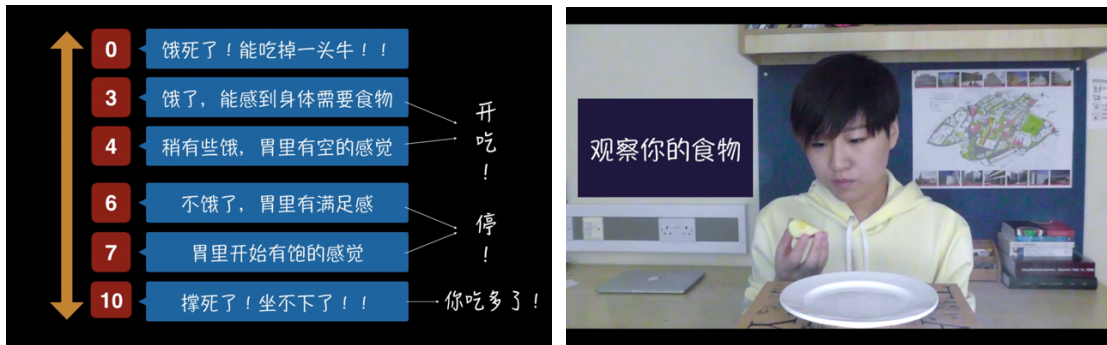 0
饿死了！能吃掉一头牛！！
3
饿了，能感到身体需要食物
4
稍有些饿，胃里有空的感觉
开吃！
6
不饿了，胃里有满足感
7
胃里开始有饱的感觉
停！
10
撑死了！坐不下了！！
你吃多了！
观察你的食物